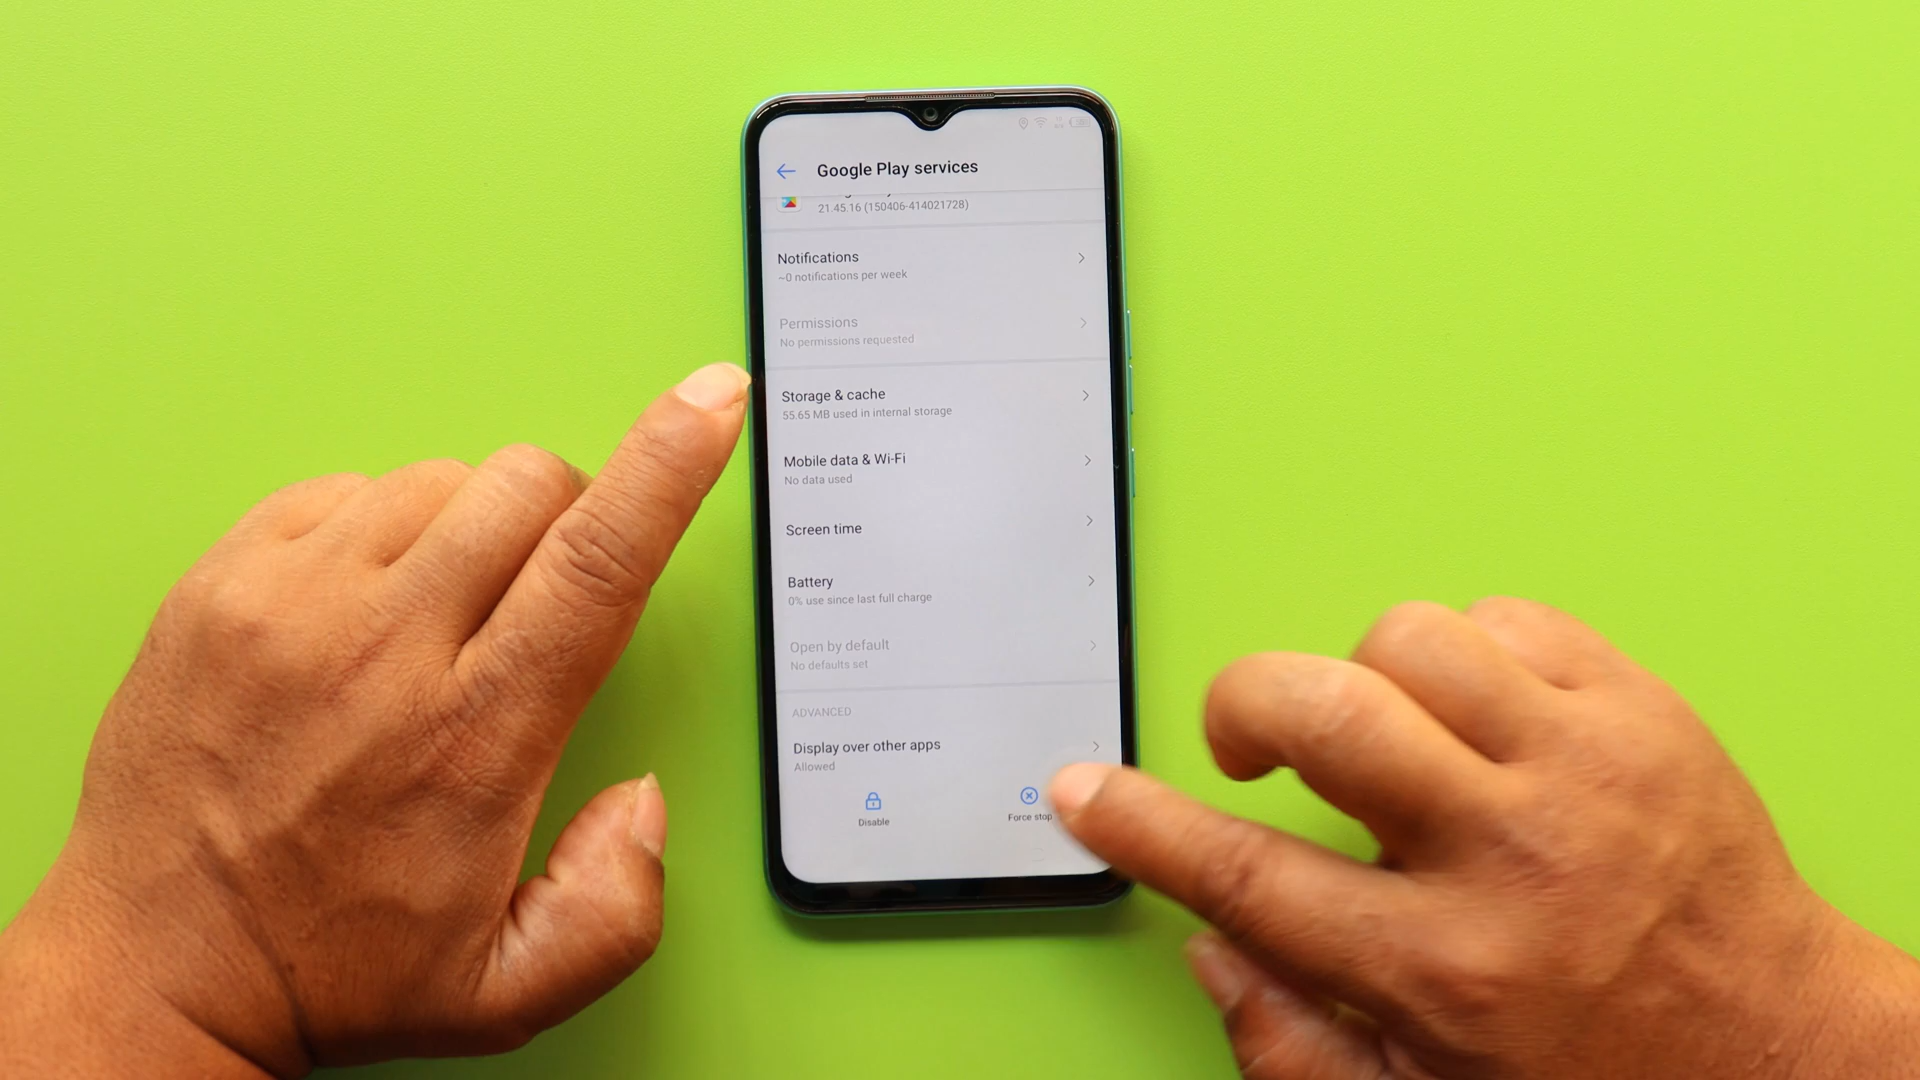 Google Play services
21.45.16 (150406-414021728)
Notifications
~0 notifications per week
Permissions
No permissions requested
Storage & cache
55.65 MB used in internal storage
Mobile data & Wi-Fi
No data used
Screen time
Battery
0% use since last full charge
Open by default
No defaults set
ADVANCED
Display over other apps
Allowed
Disable
Force stop